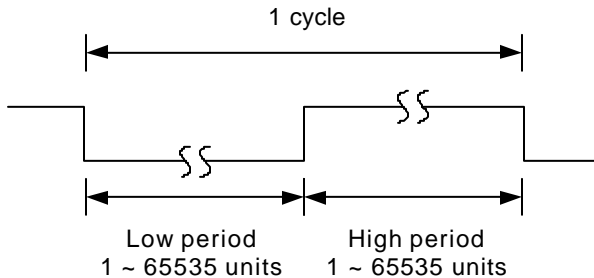 1 cycle
Low period
1 ~ 65535 units
High period
1 ~ 65535 units